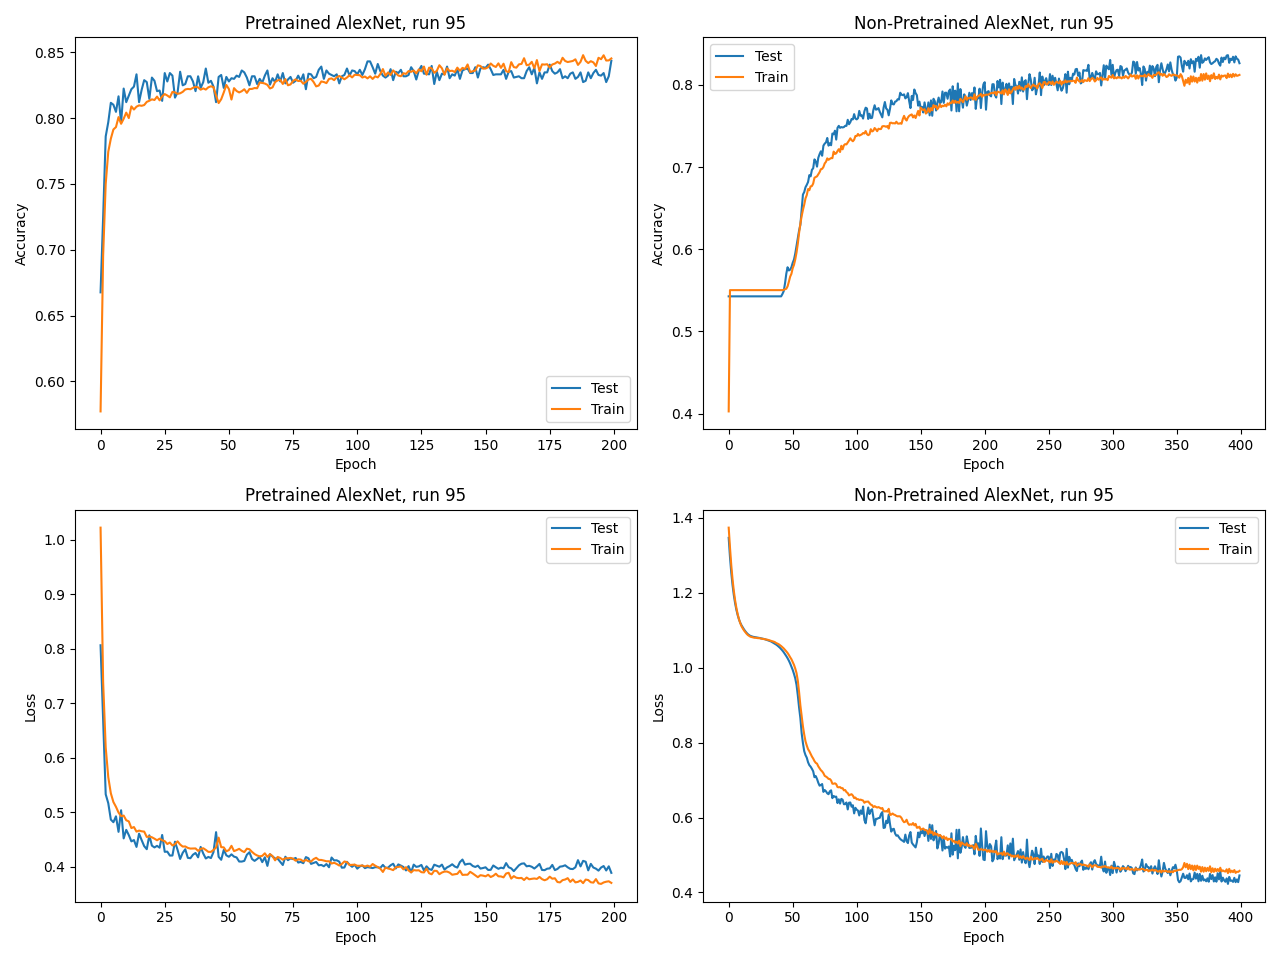 Pretrained AlexNet, run 95
0.85
0.80
0.75
0.70
0.65
0.60
Accuracy
0 25 50 75 100 125 150 175 200
Epoch
Test
Train
Non-Pretrained AlexNet, run 95
0.8
0.7
0.6
0.5
0.4
Accuracy
0 50 100 150 200 250 300 350 400
Epoch
Test
Train
Pretrained AlexNet, run 95
1.0
0.9
0.8
0.7
0.6
0.5
0.4
Loss
0 25 50 75 100 125 150 175 200
Epoch
Test
Train
Non-Pretrained AlexNet, run 95
1.4
1.2
1.0
0.8
0.6
0.4
Loss
0 50 100 150 200 250 300 350 400
Epoch
Test
Train